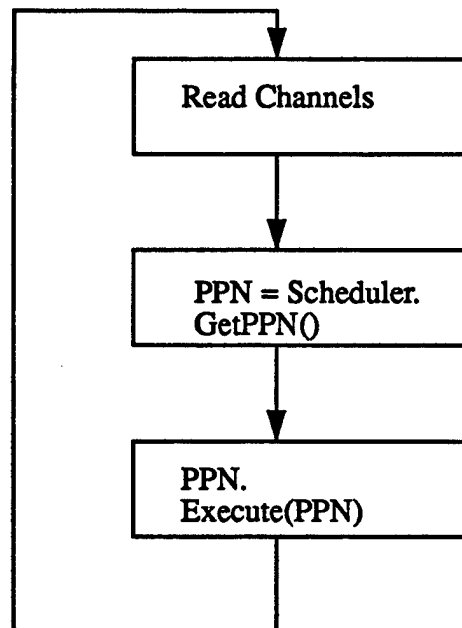 Read Channels
PPN = Scheduler.
GetPPN()
PPN.
Execute(PPN)